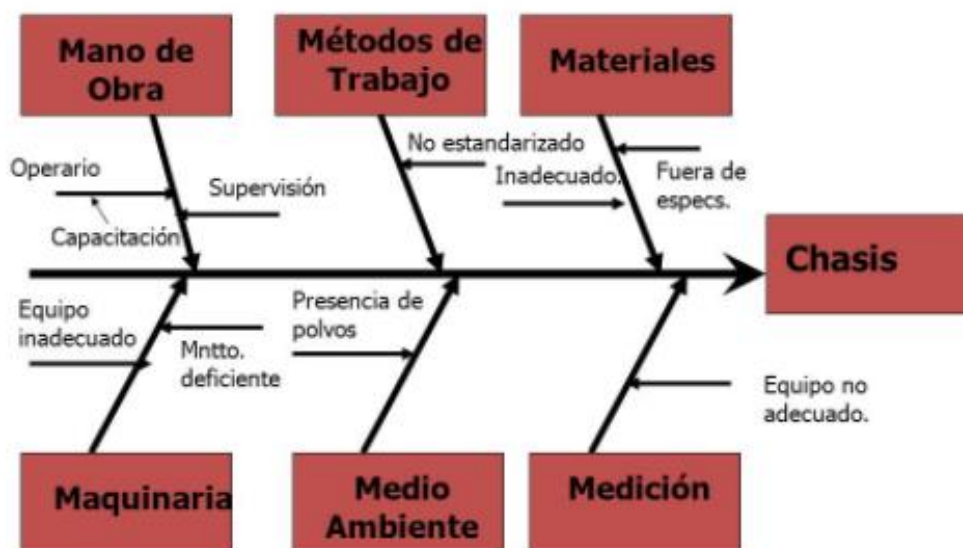 Mano de
Obra
Métodos de
Trabajo
Materiales
Operario
Supervisión
Capacitación
No estandarizado
Inadecuado.
Fuera de
especs.
Chasis
Equipo
inadecuado
Mntto.
deficiente
Presencia de
polvos
Equipo no
adecuado.
Maquinaria
Medio
Ambiente
Medición